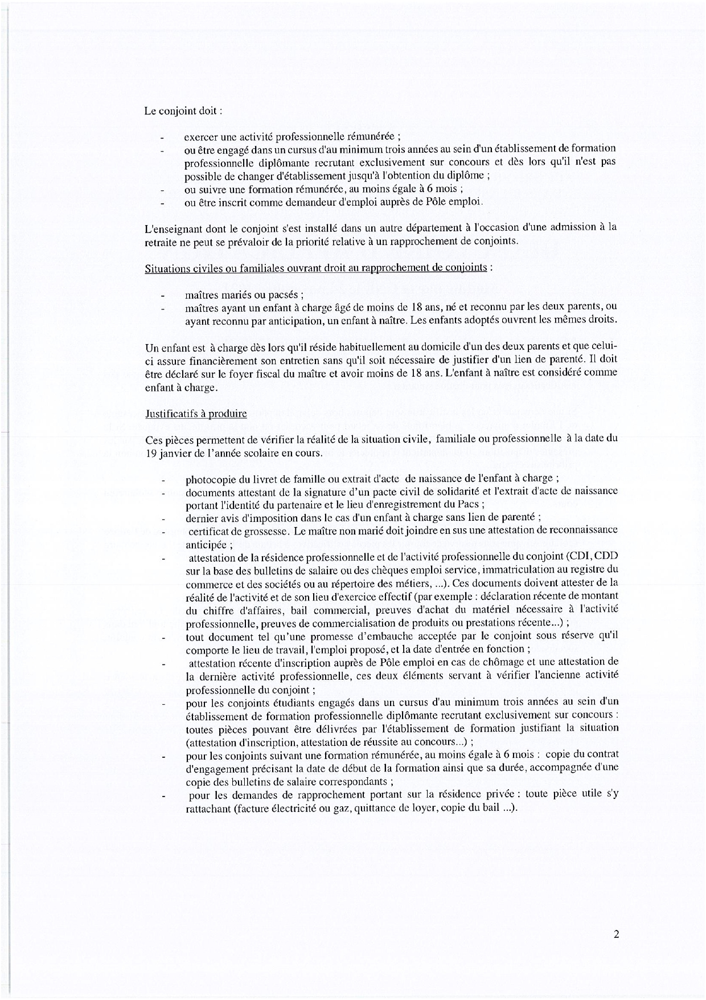 Le conjoint doit :
- exercer une activité professionnelle rémunérée ;
- ou être engagé dans un cursus d'au minimum trois années au sein d'un établissement de formation
professionnelle diplômante recrutant exclusivement sur concours et dès lors qu'il n'est pas
possible de changer d'établissement jusqu'à l'obtention du diplôme ;
- ou suivre une formation rémunérée, au moins égale à 6 mois ;
- ou être inscrit comme demandeur d'emploi auprès de Pôle emploi.
L'enseignant dont le conjoint s'est installé dans un autre département à l'occasion d'une admission à la
retraite ne peut se prévaloir de la priorité relative à un rapprochement de conjoints.
Situations civiles ou familiales ouvrant droit au rapprochement de conjoints :
- maîtres mariés ou pacsés ;
- maîtres ayant un enfant à charge âgé de moins de 18 ans, né et reconnu par les deux parents, ou
ayant reconnu par anticipation, un enfant à naître. Les enfants adoptés ouvrent les mêmes droits.
Un enfant est à charge dès lors qu'il réside habituellement au domicile d'un des deux parents et que celui-
ci assure financièrement son entretien sans qu'il soit nécessaire de justifier d'un lien de parenté. Il doit
être déclaré sur le foyer fiscal du maître et avoir moins de 18 ans. L'enfant à naître est considéré comme
enfant à charge.
Justificatifs à produire
Ces pièces permettent de vérifier la réalité de la situation civile, familiale ou professionnelle à la date du
19 janvier de l’année scolaire en cours.
- photocopie du livret de famille ou extrait d'acte de naissance de l'enfant à charge ;
- documents attestant de la signature d’un pacte civil de solidarité et l'extrait d'acte de naissance
portant l'identité du partenaire et le lieu d'enregistrement du Pacs ;
- dernier avis d'imposition dans le cas d'un enfant à charge sans lien de parenté ;
- certificat de grossesse. Le maître non marié doit joindre en sus une attestation de reconnaissance
anticipée ;
- attestation de la résidence professionnelle et de l'activité professionnelle du conjoint (CDI, CDD
sur la base des bulletins de salaire ou des chèques emploi service, immatriculation au registre du
commerce et des sociétés ou au répertoire des métiers, ...). Ces documents doivent attester de la
réalité de l'activité et de son lieu d'exercice effectif (par exemple : déclaration récente de montant
du chiffre d'affaires, bail commercial, preuves d'achat du matériel nécessaire à l'activité
professionnelle, preuves de commercialisation de produits ou prestations récente...) ;
- tout document tel qu’une promesse d’embauche acceptée par le conjoint sous réserve qu'il
comporte le lieu de travail, l'emploi proposé, et la date d'entrée en fonction ;
- attestation récente d'inscription auprès de Pôle emploi en cas de chômage et une attestation de
la dernière activité professionnelle, ces deux éléments servant à vérifier l'ancienne activité
professionnelle du conjoint ;
- pour les conjoints étudiants engagés dans un cursus d'au minimum trois années au sein d'un
établissement de formation professionnelle diplômante recrutant exclusivement sur concours :
toutes pièces pouvant être délivrées par l'établissement de formation justifiant la situation
(attestation d'inscription, attestation de réussite au concours...) ;
- pour les conjoints suivant une formation rémunérée, au moins égale à 6 mois : copie du contrat
d'engagement précisant la date de début de la formation ainsi que sa durée, accompagnée d'une
copie des bulletins de salaire correspondants ;
- pour les demandes de rapprochement portant sur la résidence privée : toute pièce utile s'y
rattachant (facture électricité ou gaz, quittance de loyer, copie du bail ...).
2